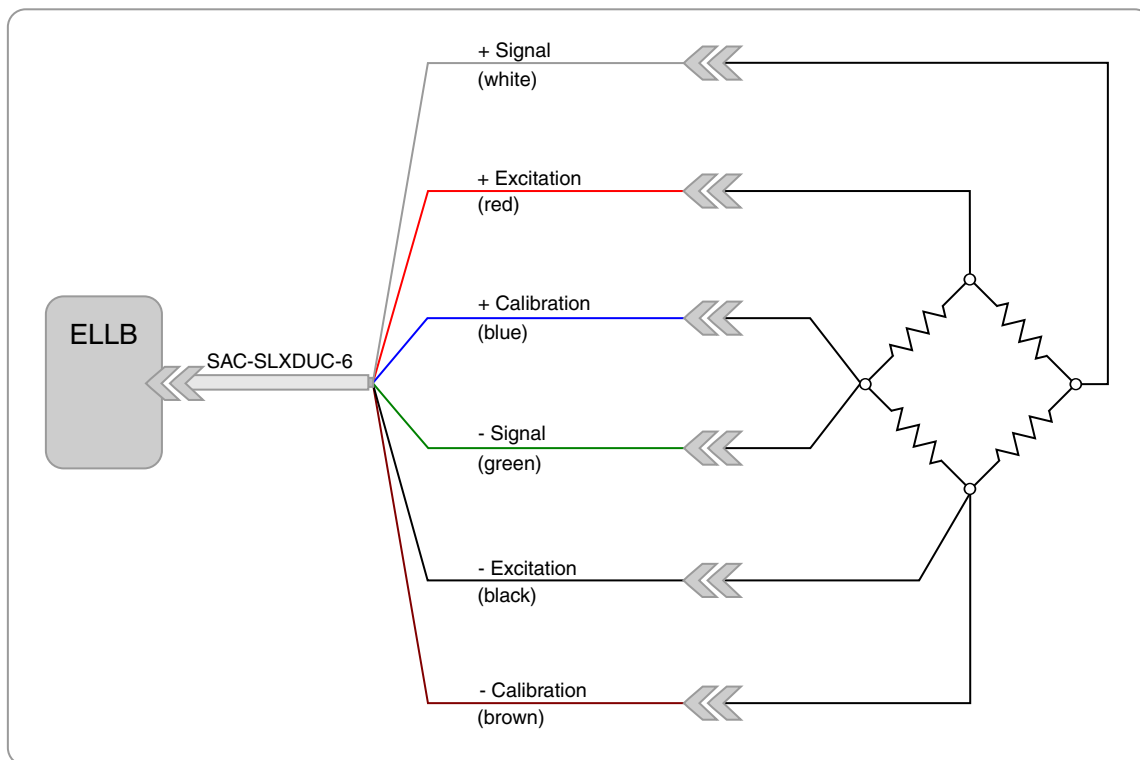 + Signal
(white)
+ Excitation
(red)
+ Calibration
(blue)
ELLB
SAC-SLXDUC-6
- Signal
(green)
- Excitation
(black)
- Calibration
(brown)